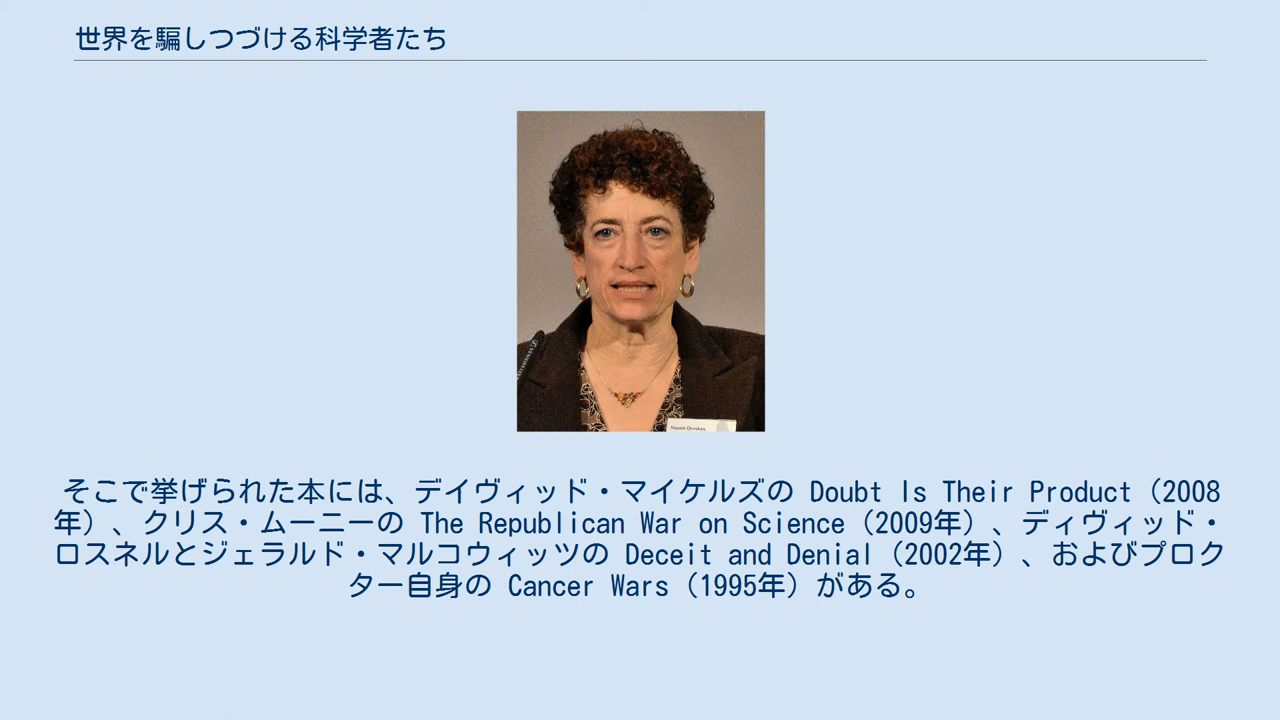 世界を騙しつづける科学者たち
Naomi Oreskes
そこで挙げられた本には、デイヴィッド・マイケルズの Doubt Is Their Product（2008
年）、クリス・ムーニーの The Republican War on Science（2009年）、ディヴィッド・
ロスネルとジェラルド・マルコウィッツの Deceit and Denial（2002年）、およびプロク
ター自身の Cancer Wars（1995年）がある。